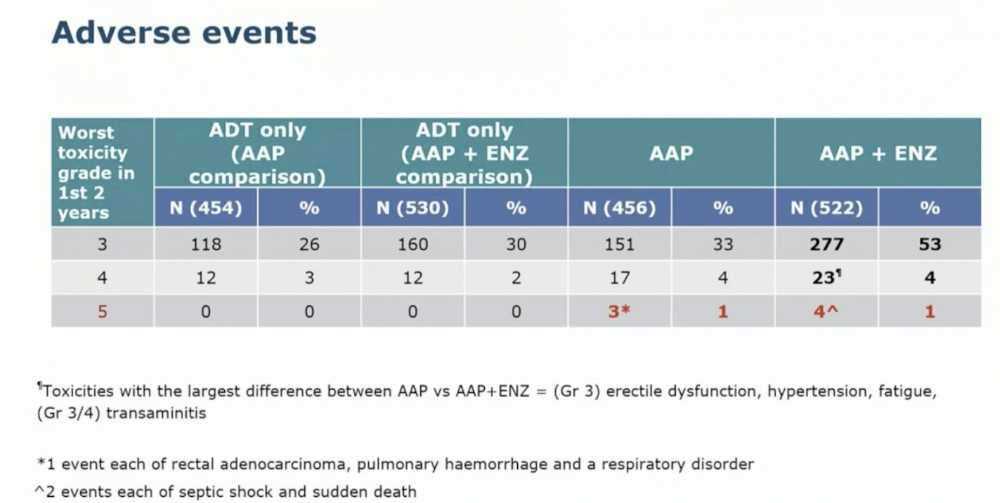 Adverse events
Worst
toxicity
grade in
1st 2
years
ADT only
(AAP
comparison)
ADT only
(AAP + ENZ
comparison)
AAP
AAP + ENZ
N (454) % N (530) % N (456) % N (522) %
3 118 26 160 30 151 33 277 53
4 12 3 12 2 17 4 23¶ 4
5 0 0 0 0 3* 1 4^ 1
¶Toxicities with the largest difference between AAP vs AAP+ENZ = (Gr 3) erectile dysfunction, hypertension, fatigue,
(Gr 3/4) transaminitis
*1 event each of rectal adenocarcinoma, pulmonary haemorrhage and a respiratory disorder
^2 events each of septic shock and sudden death